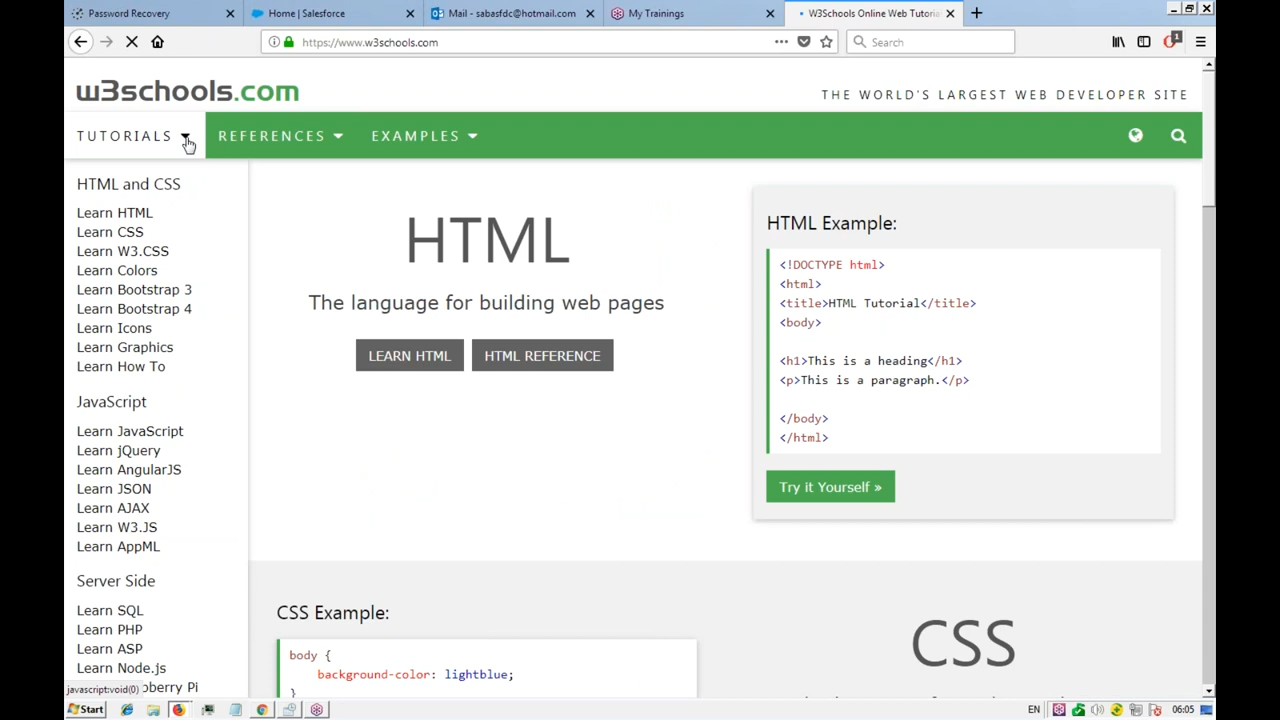 Password Recovery
Home | Salesforce
Mail - sabasfdc@hotmail.com
My Trainings
W3Schools Online Web Tutoria
https://www.w3schools.com
Search
1
w3schools.com
THE WORLD'S LARGEST WEB DEVELOPER SITE
TUTORIALS
REFERENCES
EXAMPLES
HTML and CSS
Learn HTML
Learn CSS
Learn W3.CSS
Learn Colors
Learn Bootstrap 3
Learn Bootstrap 4
Learn Icons
Learn Graphics
Learn How To
JavaScript
Learn JavaScript
Learn jQuery
Learn AngularJS
Learn JSON
Learn AJAX
Learn W3.JS
Learn AppML
Server Side
Learn SQL
Learn PHP
Learn ASP
Learn Node.js
pberry Pi
javascript:void(0)
HTML
The language for building web pages
LEARN HTML
HTML REFERENCE
HTML Example:
<!DOCTYPE html>
<html>
<title>HTML Tutorial</title>
<body>
<h1>This is a heading</h1>
<p>This is a paragraph.</p>
</body>
</html>
Try it Yourself »
CSS Example:
body {
background-color: lightblue;
}
CSS
Start
EN
06:05